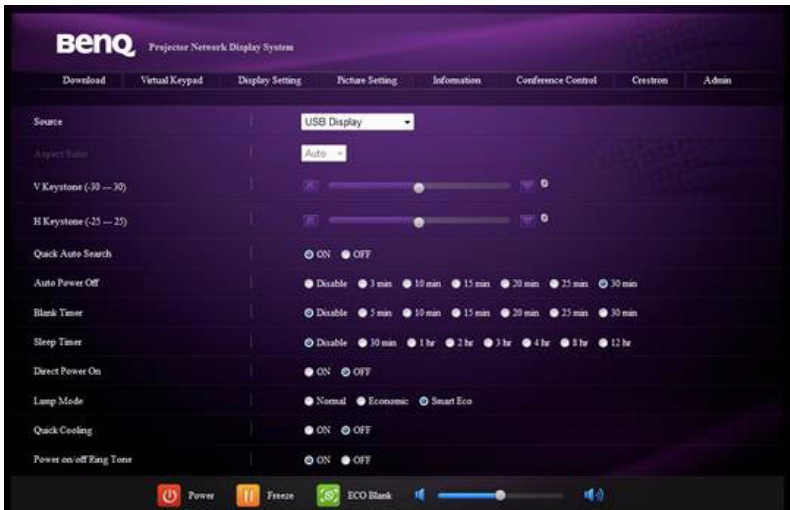 BenQ Projector Network Display System
Download Virtual Keypad Display Setting Picture Setting Information Conference Control Crestron Admin
Source USB Display
Aspect Ratio Auto
V Keystone (-30 --- 30) 0
H Keystone (-25 --- 25) 0
Quick Auto Search ON OFF
Auto Power Off Disable 3 min 10 min 15 min 20 min 25 min 30 min
Blank Timer Disable 5 min 10 min 15 min 20 min 25 min 30 min
Sleep Timer Disable 30 min 1 hr 2 hr 3 hr 4 hr 8 hr 12 hr
Direct Power On ON OFF
Lamp Mode Normal Economic Smart Eco
Quick Cooling ON OFF
Power on/off Ring Tone ON OFF
Power Freeze ECO Blank